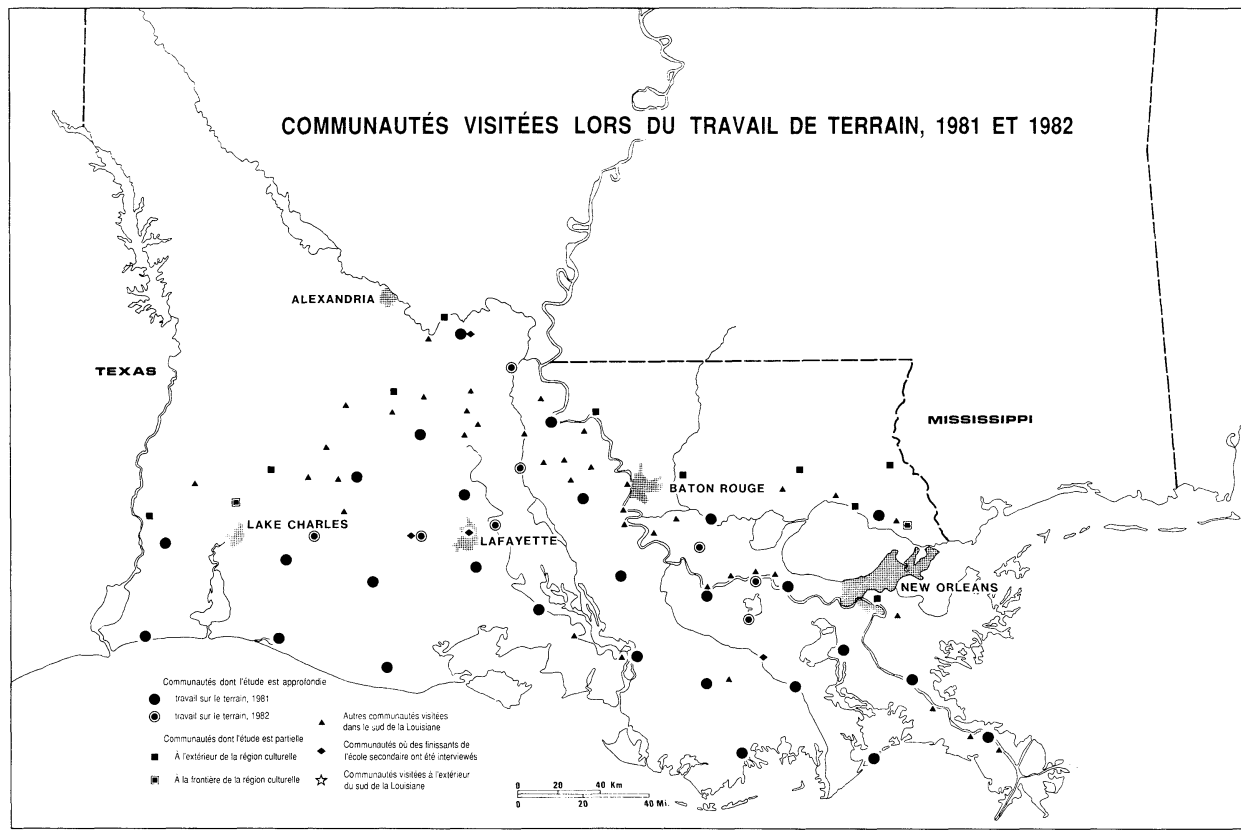 COMMUNAUTÉS VISITÉES LORS DU TRAVAIL DE TERRAIN, 1981 ET 1982
ALEXANDRIA
TEXAS
MISSISSIPPI
BATON ROUGE
LAKE CHARLES
LAFAYETTE
NEW ORLEANS
Communautés dont l'étude est approfondie
travail sur le terrain, 1981
travail sur le terrain, 1982
Communautés dont l'étude est partielle
À l'extérieur de la région culturelle
À la frontière de la région culturelle
Autres communautés visitées
dans le sud de la Louisiane
Communautés où des finissants de
l'école secondaire ont été interviewés
Communautés visitées à l'extérieur
du sud de la Louisiane
0 20 40 Km
0 20 40 Mi.